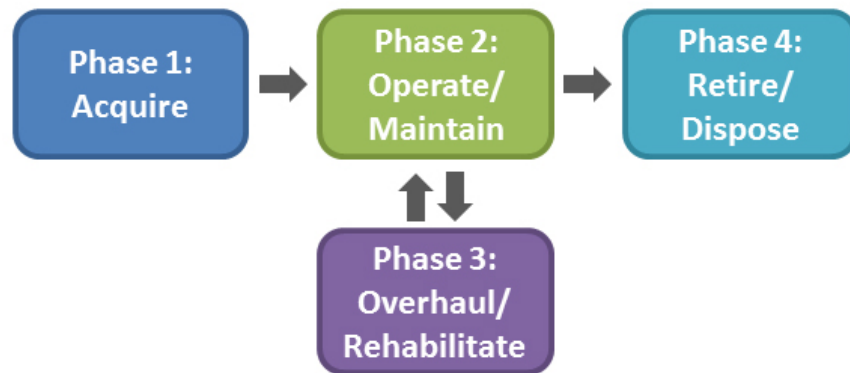 Phase 1:
Acquire
Phase 2:
Operate/
Maintain
Phase 4:
Retire/
Dispose
Phase 3:
Overhaul/
Rehabilitate